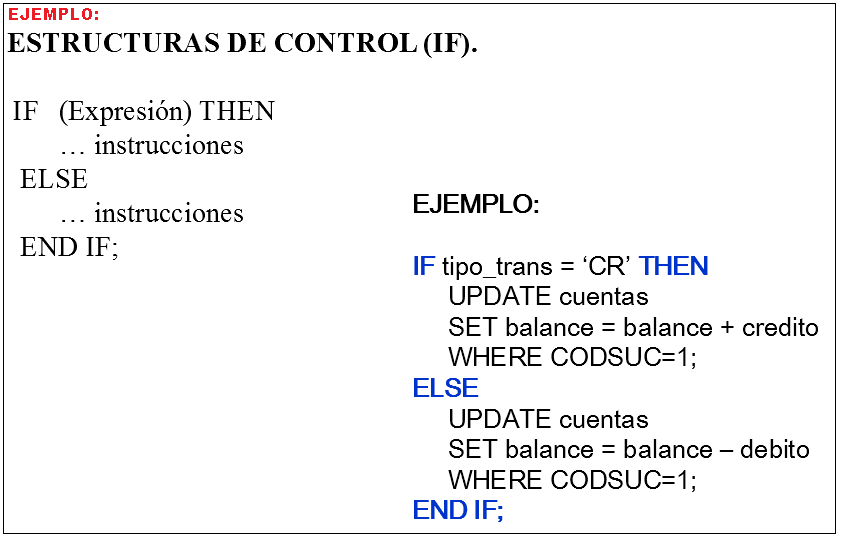 EJEMPLO:
ESTRUCTURAS DE CONTROL (IF).
IF (Expresión) THEN
… instrucciones
ELSE
… instrucciones
END IF;
EJEMPLO:
IF tipo_trans = ‘CR’ THEN
UPDATE cuentas
SET balance = balance + credito
WHERE CODSUC=1;
ELSE
UPDATE cuentas
SET balance = balance – debito
WHERE CODSUC=1;
END IF;